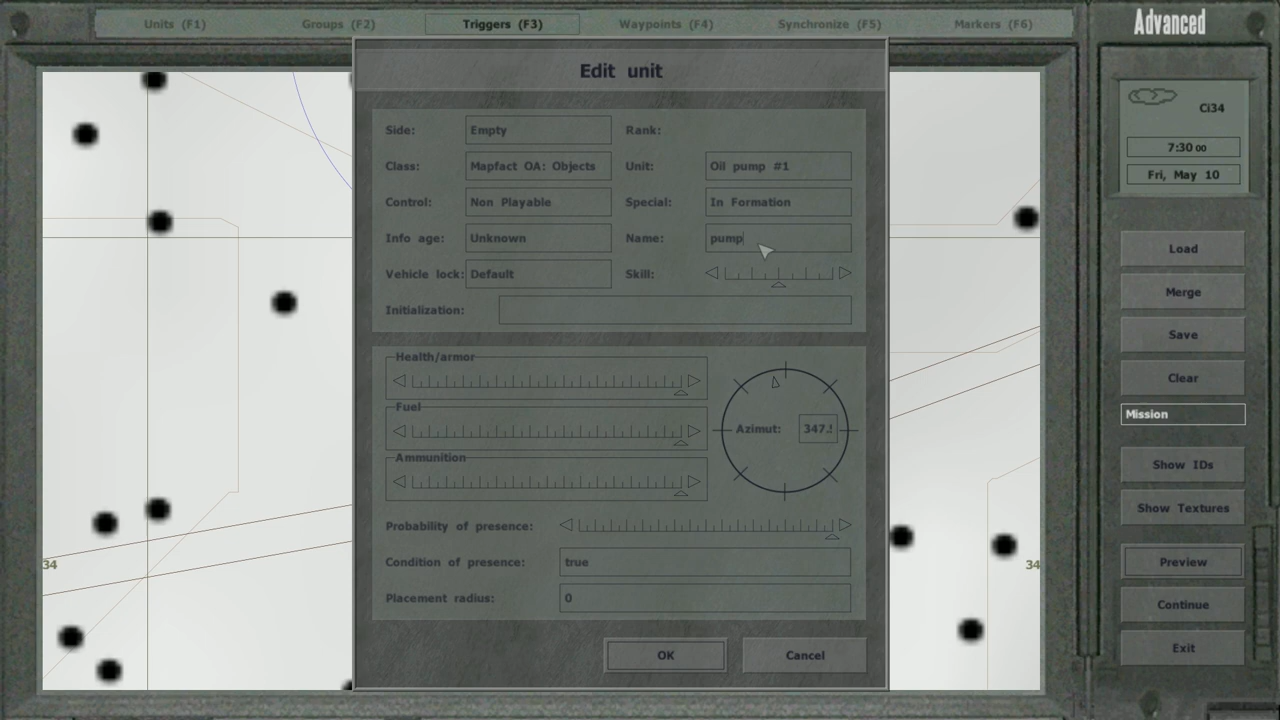 Units (F1)
Groups (F2)
Triggers (F3)
Waypoints (F4)
Synchronize (F5)
Markers (F6)
Advanced
Edit unit
Side:
Empty
Rank:
Class:
Mapfact OA: Objects
Unit:
Oil pump #1
Control:
Non Playable
Special:
In Formation
Info age:
Unknown
Name:
pump
Vehicle lock:
Default
Skill:
Initialization:
Health/armor
Fuel
Ammunition
Azimut:
347.
Probability of presence:
Condition of presence:
true
Placement radius:
0
OK
Cancel
34
34
Ci34
7:30 00
Fri, May 10
Load
Merge
Save
Clear
Mission
Show IDs
Show Textures
Preview
Continue
Exit